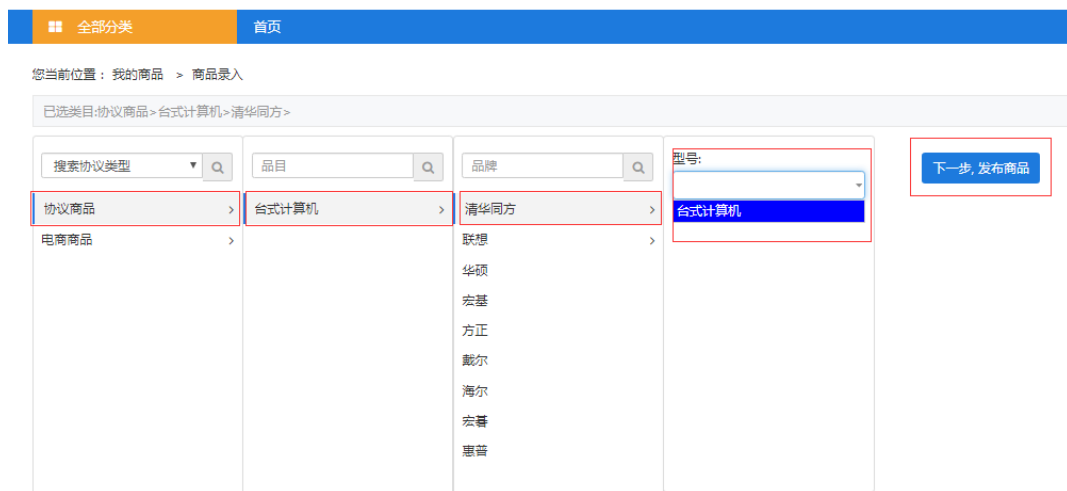 全部分类 首页
您当前位置： 我的商品 > 商品录入
已选类目:协议商品>台式计算机>清华同方>
搜索协议类型
协议商品
电商商品
品目
台式计算机
品牌
清华同方
联想
华硕
宏基
方正
戴尔
海尔
宏碁
惠普
型号:
台式计算机
下一步, 发布商品